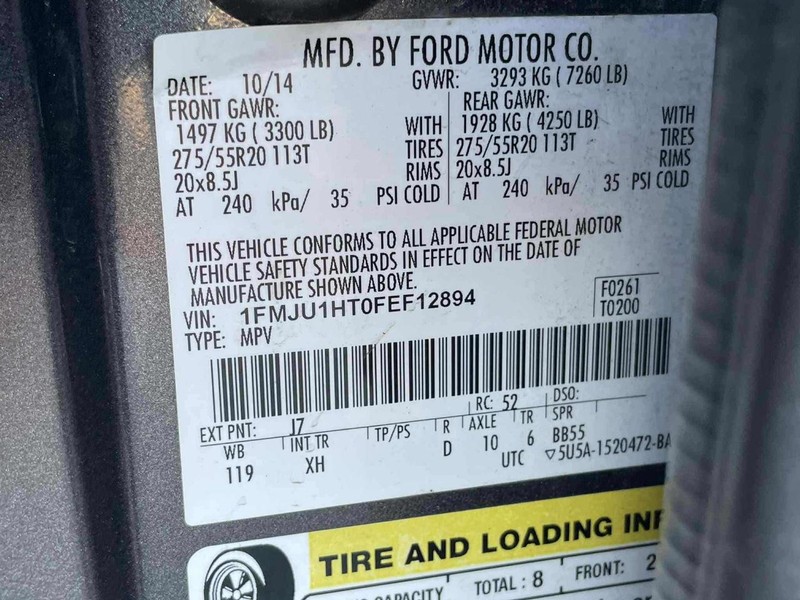 MFD. BY FORD MOTOR CO.
DATE: 10/14 GVWR: 3293 KG ( 7260 LB)
FRONT GAWR: REAR GAWR:
1497 KG ( 3300 LB) WITH 1928 KG ( 4250 LB) WITH
275/55R20 113T TIRES 275/55R20 113T TIRES
20x8.5J RIMS 20x8.5J RIMS
AT 240 kPa/ 35 PSI COLD AT 240 kPa/ 35 PSI COLD
THIS VEHICLE CONFORMS TO ALL APPLICABLE FEDERAL MOTOR
VEHICLE SAFETY STANDARDS IN EFFECT ON THE DATE OF
MANUFACTURE SHOWN ABOVE.
VIN: 1FMJU1HT0FEF12894 F0261
TYPE: MPV T0200
EXT PNT: J7 RC: 52 DSO:
WB INT TR TP/PS R AXLE TR SPR
119 XH D 10 6 BB55
UTC ▽5U5A-1520472-BA
TIRE AND LOADING
CAPACITY TOTAL : 8 FRONT: 2